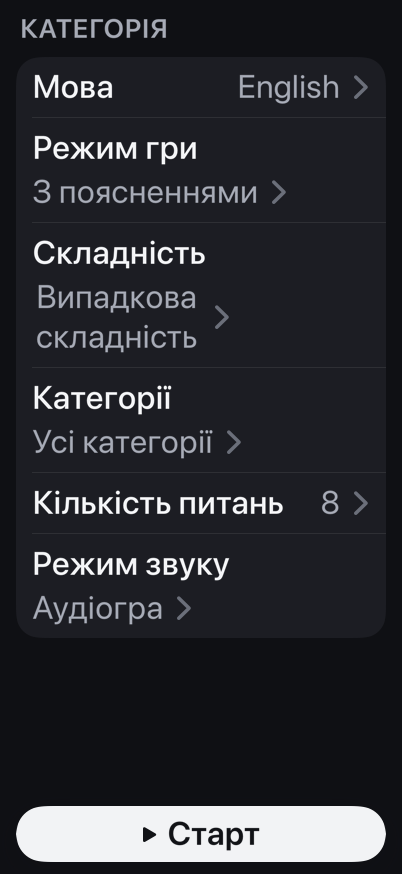 КАТЕГОРІЯ
Мова English
Режим гри
З поясненнями
Складність
Випадкова
складність
Категорії
Усі категорії
Кількість питань 8
Режим звуку
Аудіогра
Старт